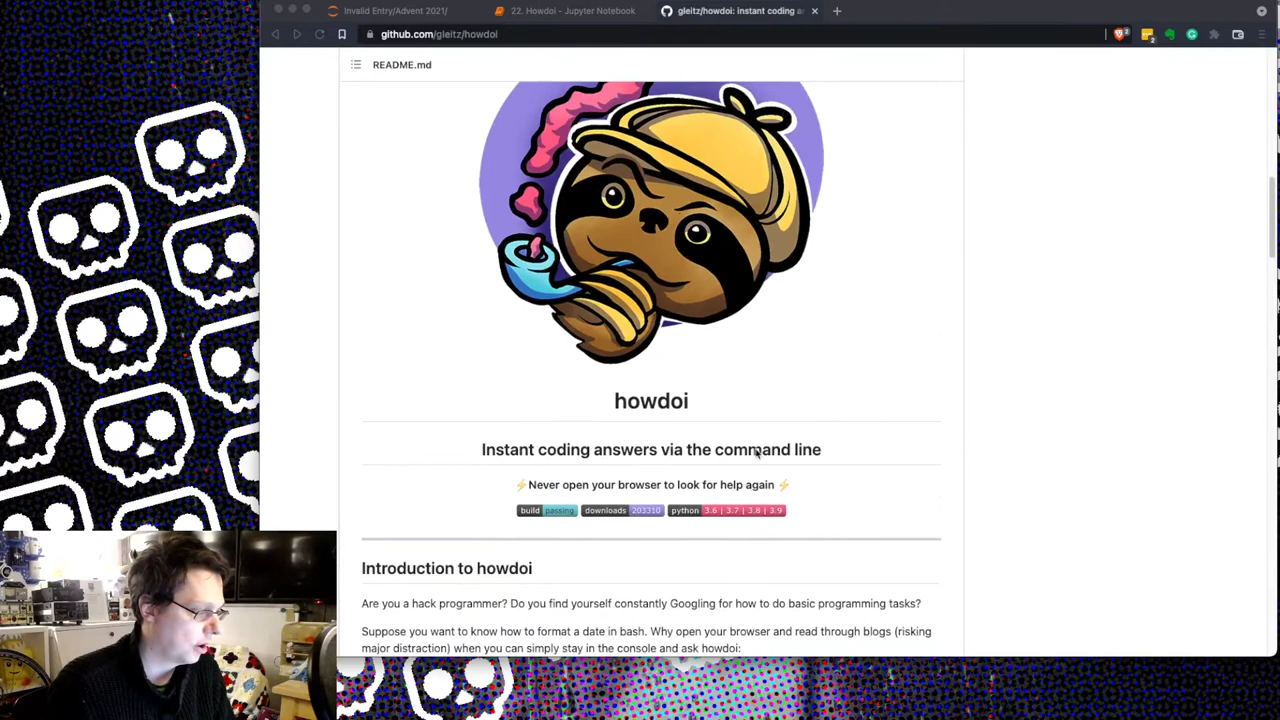 Invalid Entry/Advent 2021/
22. Howdoi - Jupyter Notebook
gleitz/howdoi: instant coding a
github.com/gleitz/howdoi
2
2
README.md
howdoi
Instant coding answers via the command line
⚡Never open your browser to look for help again ⚡
build passing downloads 203310 python 3.6 | 3.7 | 3.8 | 3.9
Introduction to howdoi
Are you a hack programmer? Do you find yourself constantly Googling for how to do basic programming tasks?
Suppose you want to know how to format a date in bash. Why open your browser and read through blogs (risking
major distraction) when you can simply stay in the console and ask howdoi: